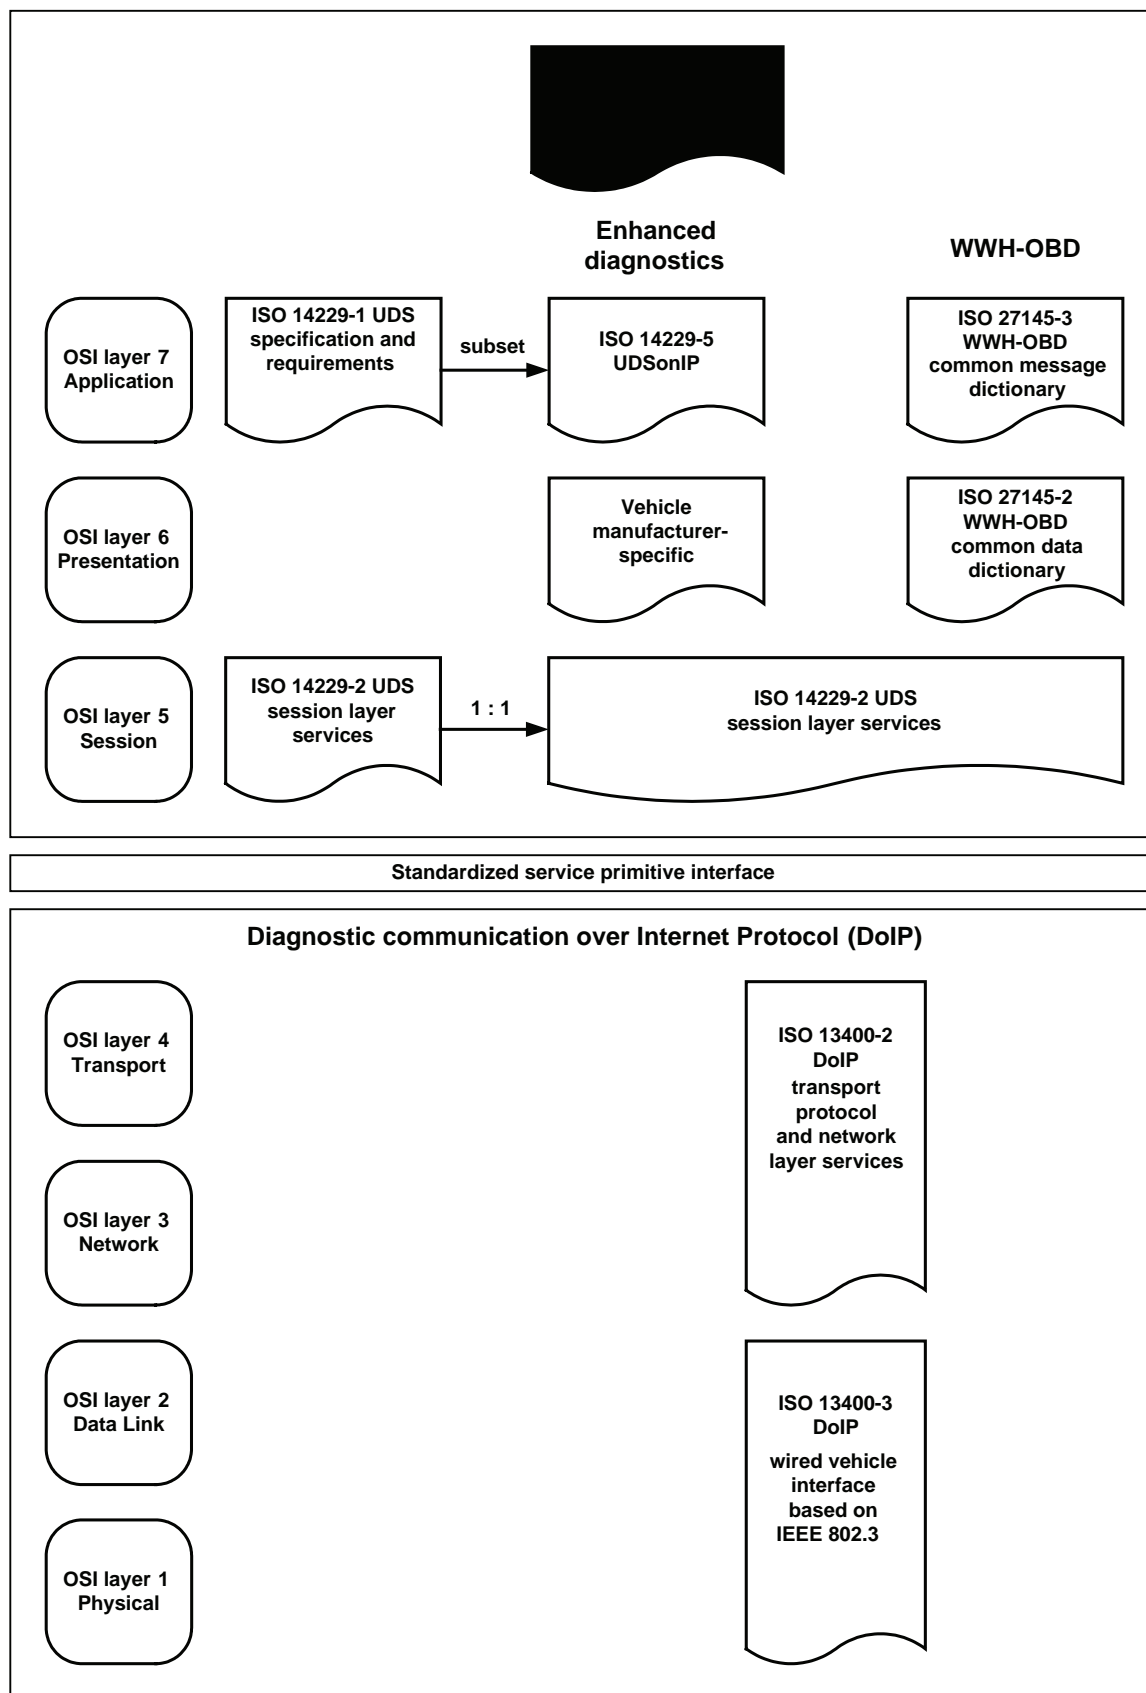 Enhanced
diagnostics
WWH-OBD
OSI layer 7
Application
ISO 14229-1 UDS
specification and
requirements
subset
ISO 14229-5
UDSonIP
ISO 27145-3
WWH-OBD
common message
dictionary
OSI layer 6
Presentation
Vehicle
manufacturer-
specific
ISO 27145-2
WWH-OBD
common data
dictionary
OSI layer 5
Session
ISO 14229-2 UDS
session layer
services
1 : 1
ISO 14229-2 UDS
session layer services
Standardized service primitive interface
Diagnostic communication over Internet Protocol (DoIP)
OSI layer 4
Transport
ISO 13400-2
DoIP
transport
protocol
and network
layer services
OSI layer 3
Network
OSI layer 2
Data Link
ISO 13400-3
DoIP
wired vehicle
interface
based on
IEEE 802.3
OSI layer 1
Physical